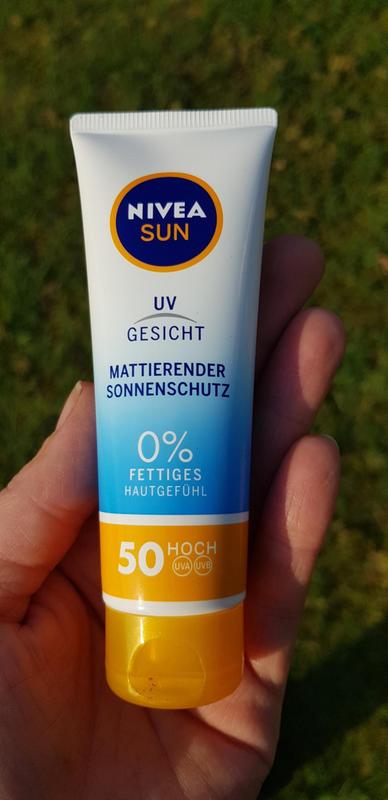 NIVEA
SUN
UV
GESICHT
MATTIERENDER
SONNENSCHUTZ
0%
FETTIGES
HAUTGEFÜHL
50 HOCH
UVA UVB